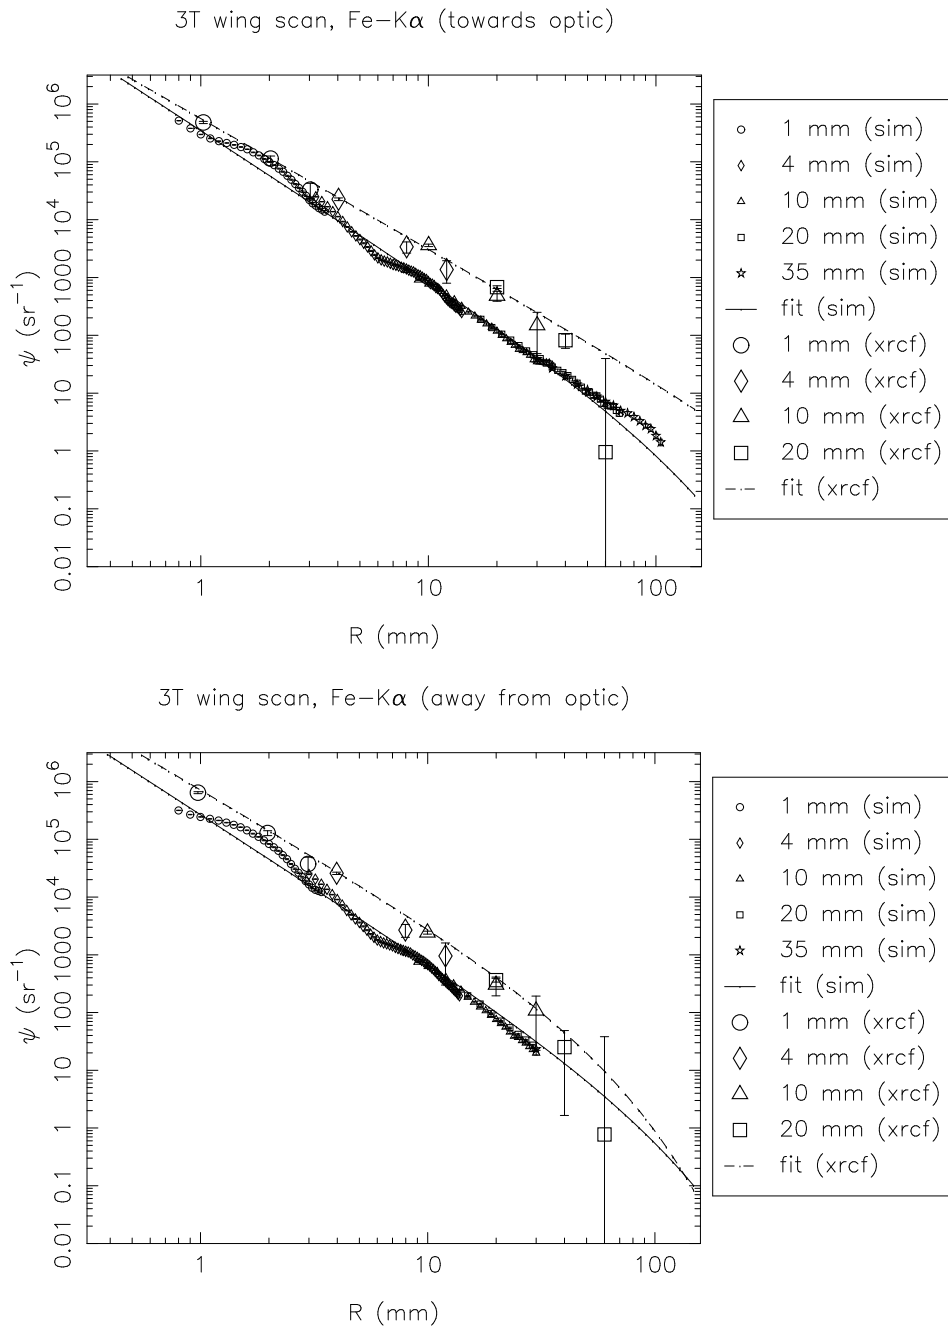 3T wing scan, Fe−Kα (towards optic)
10⁶
10⁵
10⁴
1000
100
10
1
0.1
0.01
ψ (sr⁻¹)
1
10
100
R (mm)
1 mm (sim)
4 mm (sim)
10 mm (sim)
20 mm (sim)
35 mm (sim)
fit (sim)
1 mm (xrcf)
4 mm (xrcf)
10 mm (xrcf)
20 mm (xrcf)
fit (xrcf)
3T wing scan, Fe−Kα (away from optic)
10⁶
10⁵
10⁴
1000
100
10
1
0.1
0.01
ψ (sr⁻¹)
1
10
100
R (mm)
1 mm (sim)
4 mm (sim)
10 mm (sim)
20 mm (sim)
35 mm (sim)
fit (sim)
1 mm (xrcf)
4 mm (xrcf)
10 mm (xrcf)
20 mm (xrcf)
fit (xrcf)